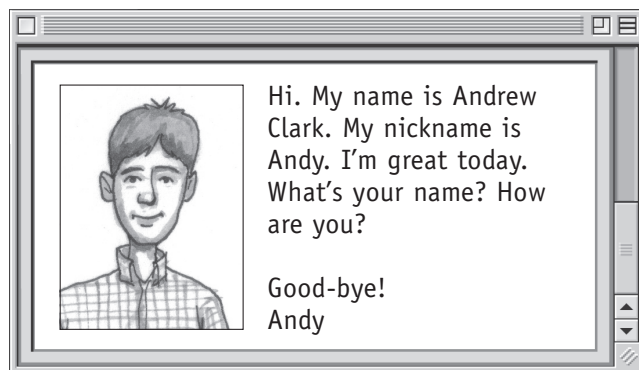 Hi. My name is Andrew
Clark. My nickname is
Andy. I'm great today.
What's your name? How
are you?
Good-bye!
Andy